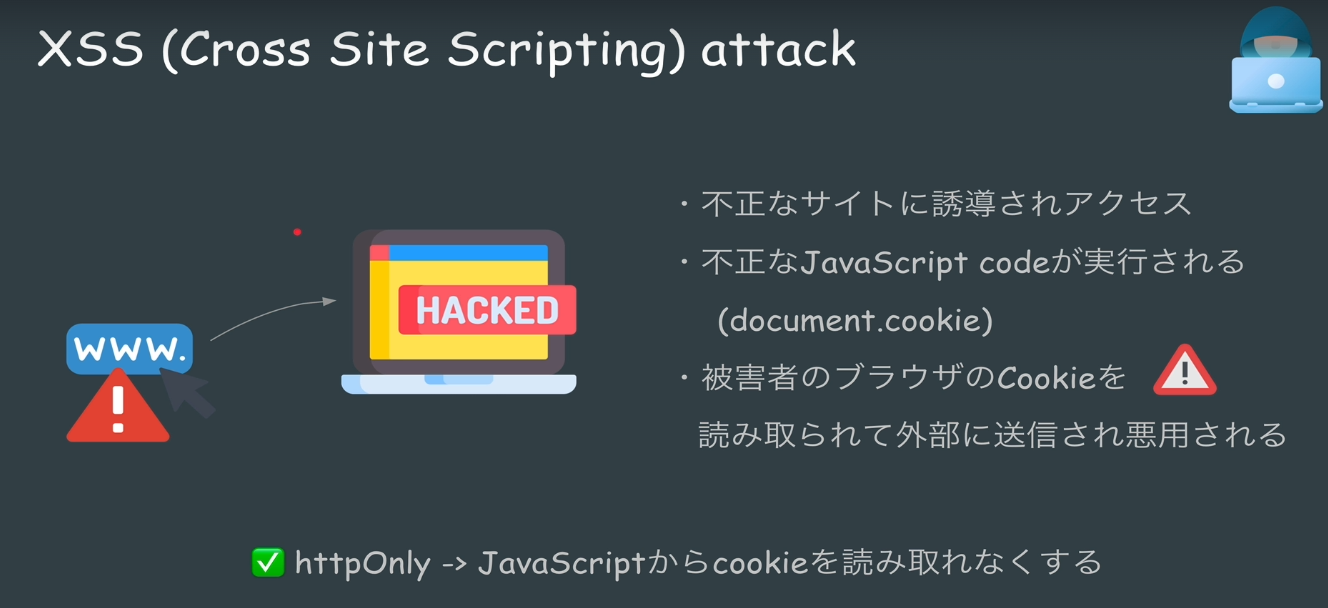 XSS (Cross Site Scripting) attack
・不正なサイトに誘導されアクセス
・不正なJavaScript codeが実行される
(document.cookie)
・被害者のブラウザのCookieを
読み取られて外部に送信され悪用される
WWW.
HACKED
✅ httpOnly -> JavaScriptからcookieを読み取れなくする